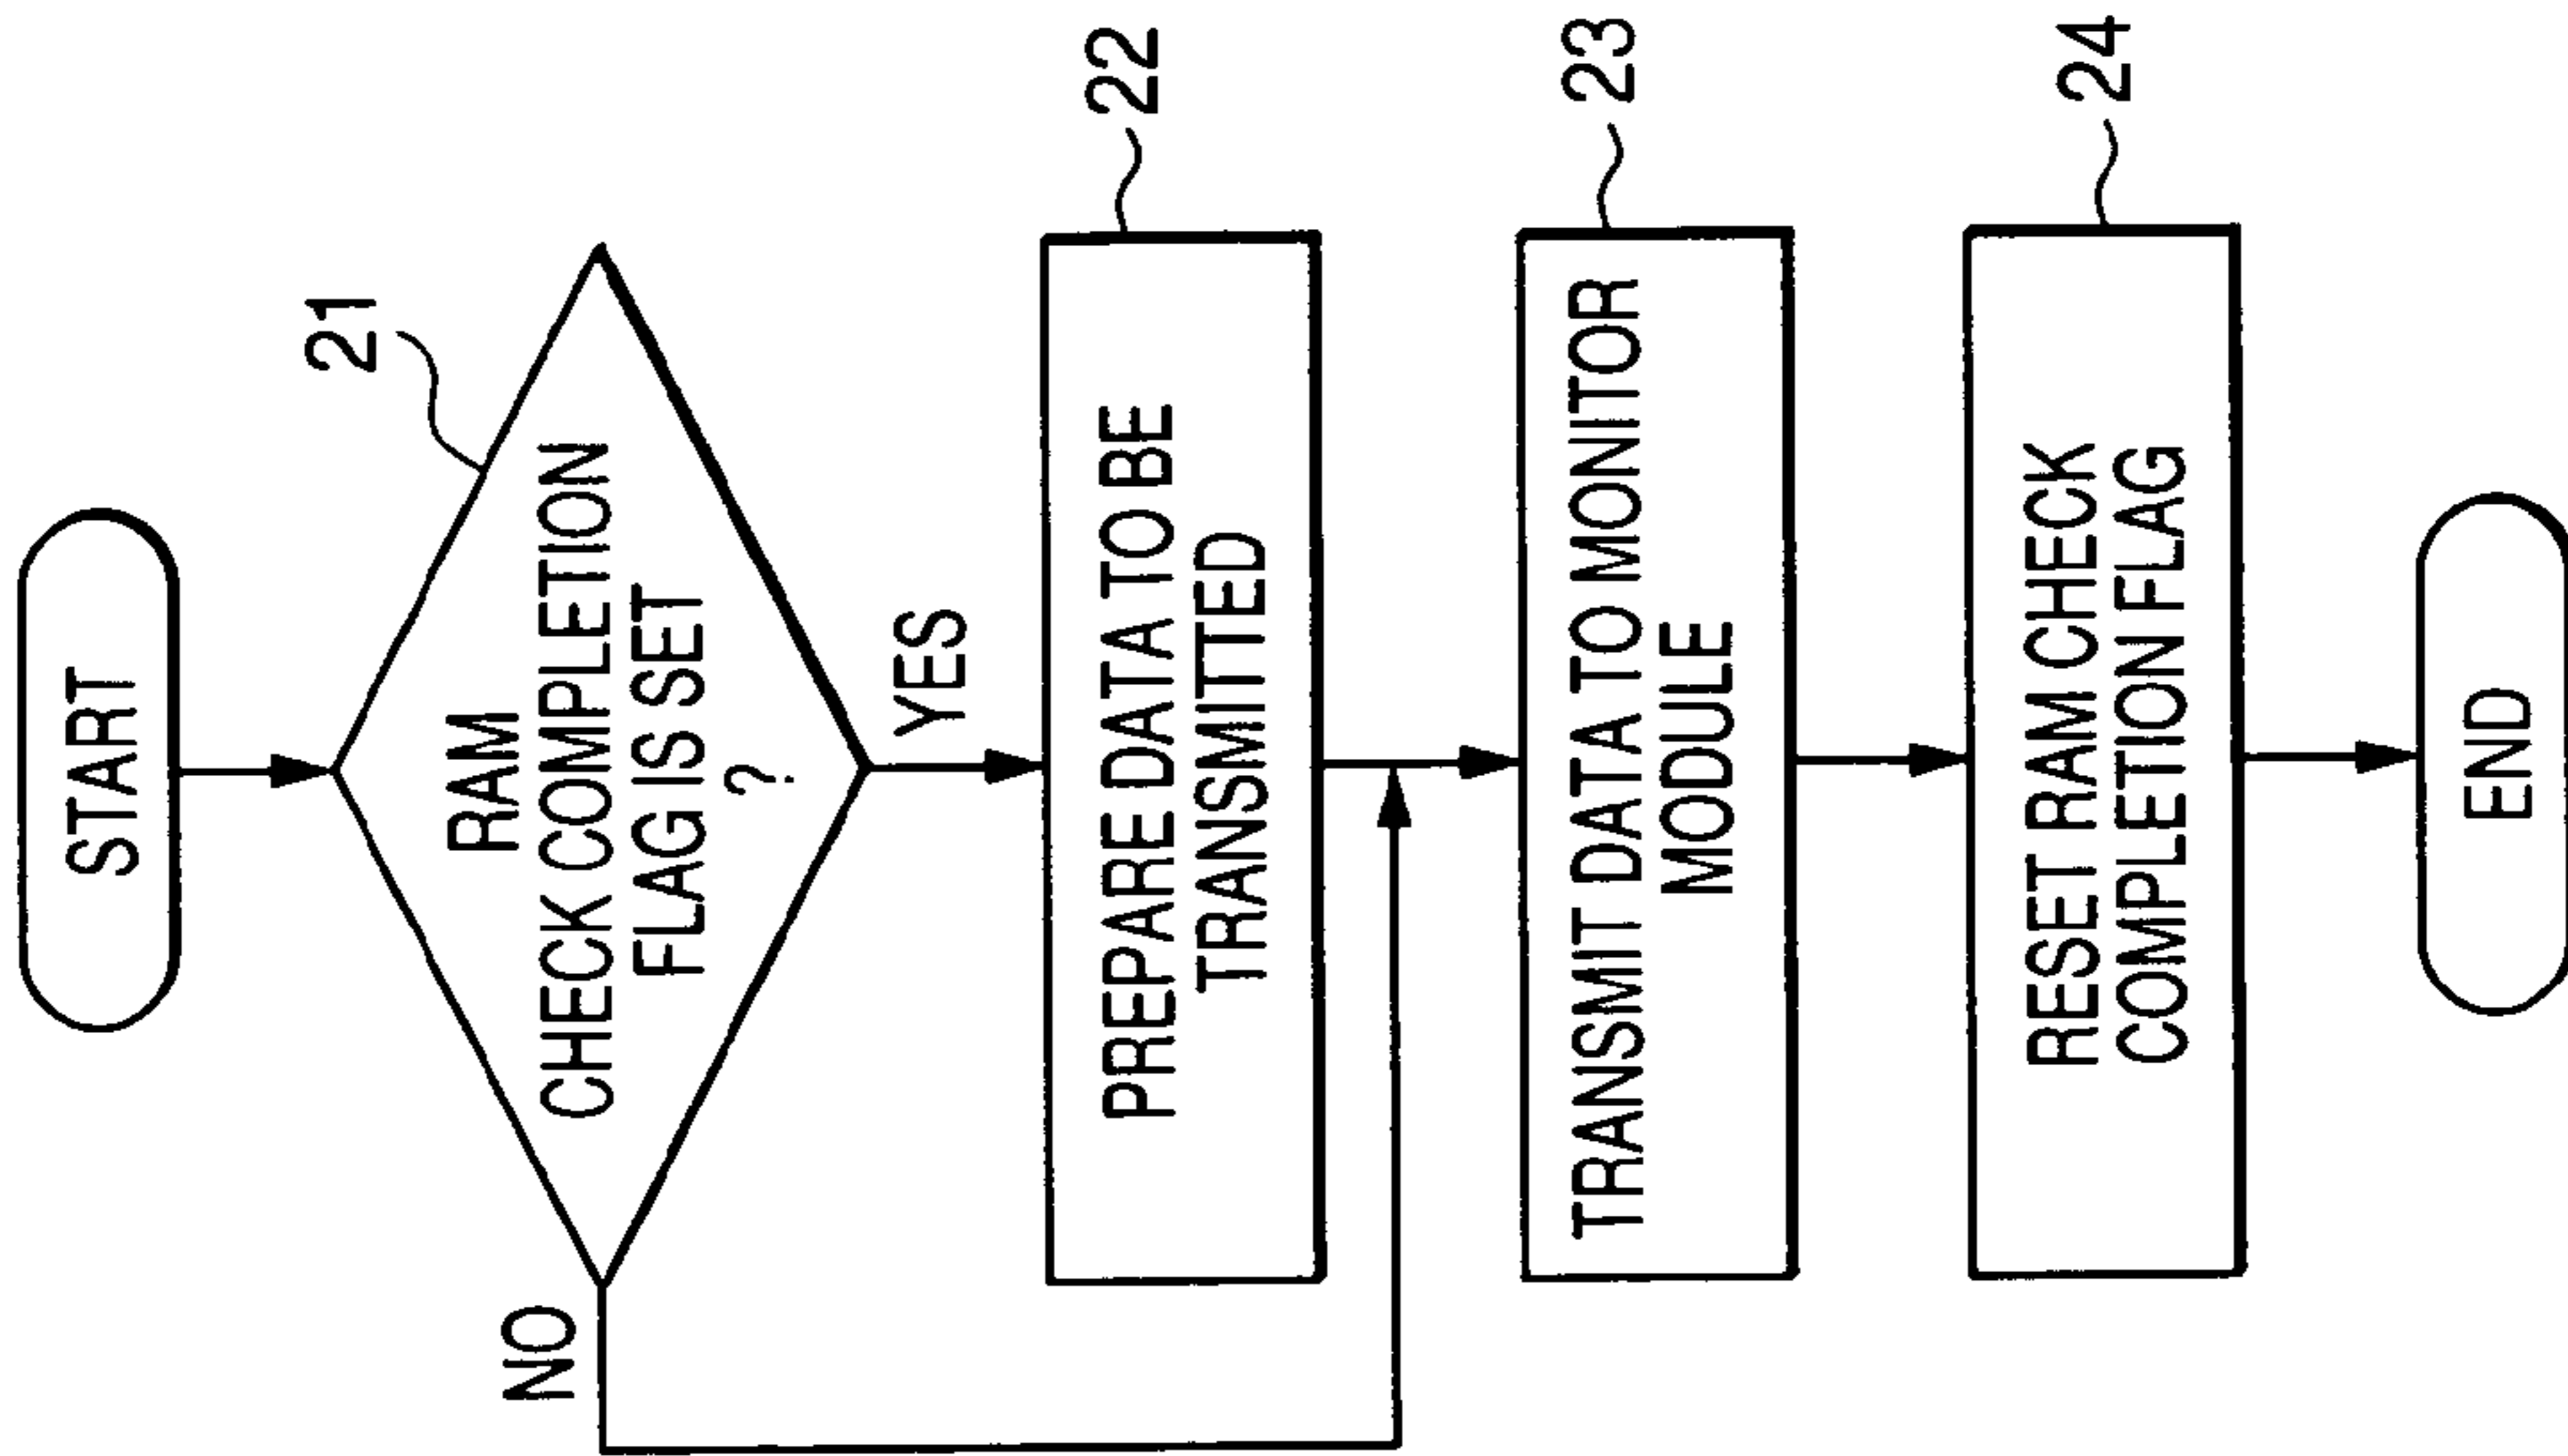 START
21
RAM
CHECK COMPLETION
FLAG IS SET
?
NO
YES
22
PREPARE DATA TO BE
TRANSMITTED
23
TRANSMIT DATA TO MONITOR
MODULE
24
RESET RAM CHECK
COMPLETION FLAG
END